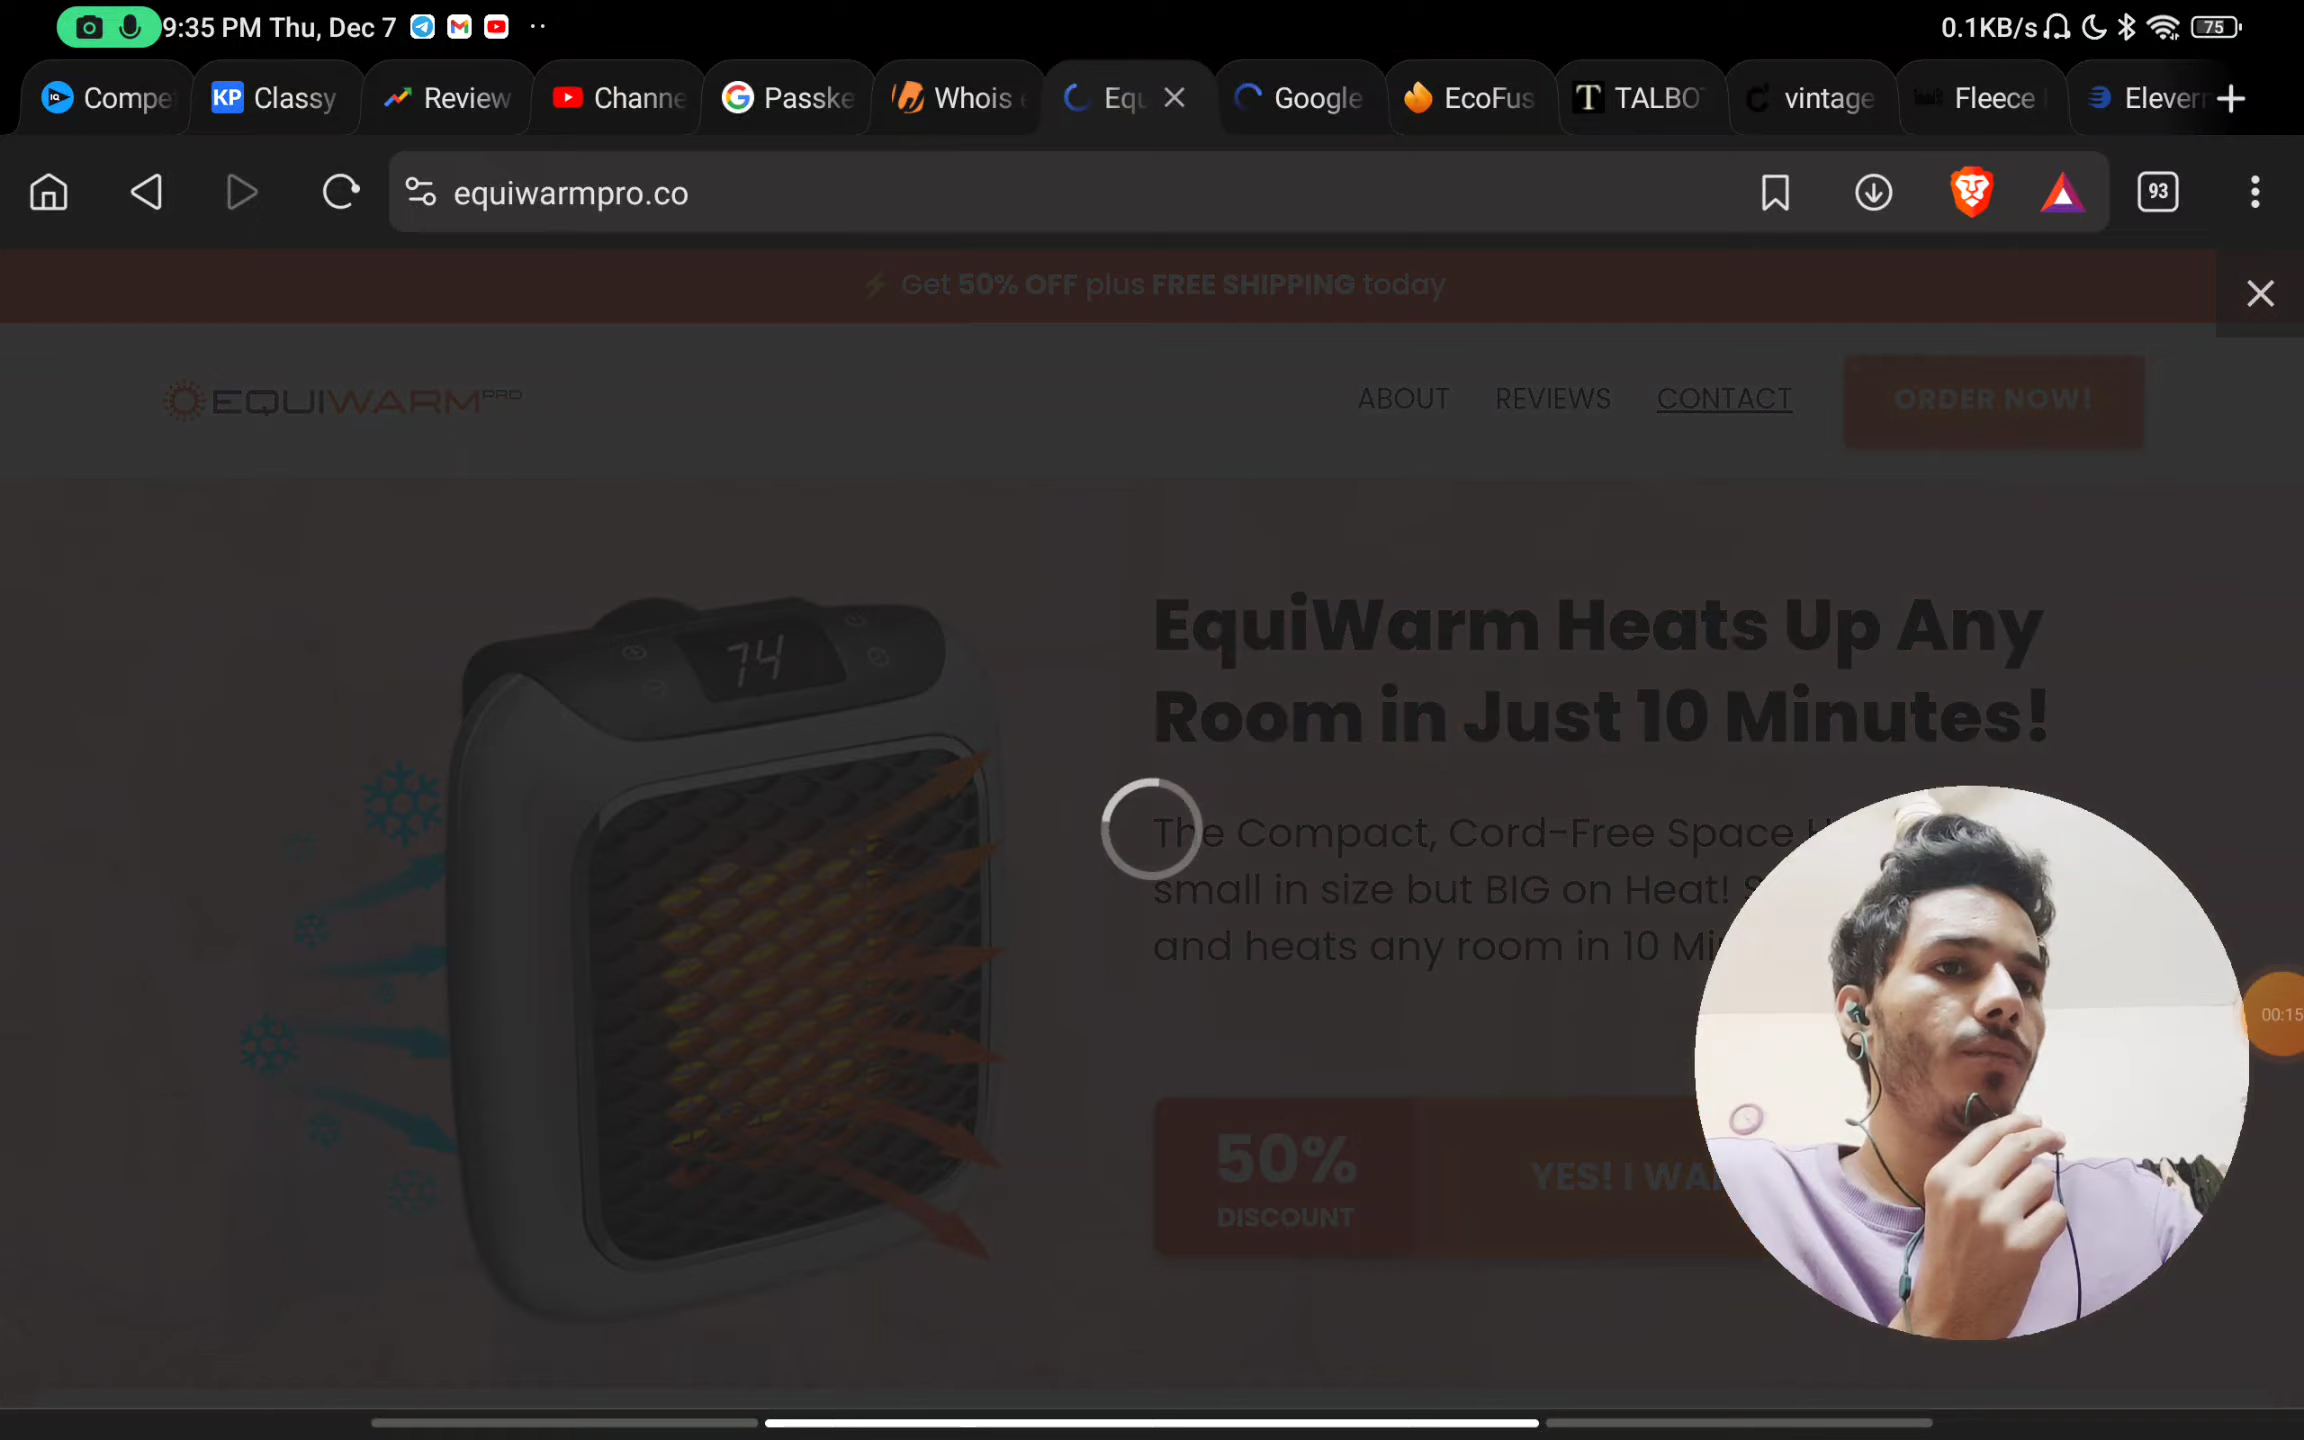 9:35 PM Thu, Dec 7
0.1KB/s
75
Compe
KP Classy
Review
Channe
Passke
Whois
Equ
Google
EcoFus
T TALBO
vintage
Fleece
Elever
equiwarmpro.co
93
Get 50% OFF plus FREE SHIPPING today
EQUIWARM PRO
ABOUT
REVIEWS
CONTACT
ORDER NOW!
74
EquiWarm Heats Up Any
Room in Just 10 Minutes!
The Compact, Cord-Free Space
small in size but BIG on Heat!
and heats any room in 10
50%
DISCOUNT
YES! I
00:15